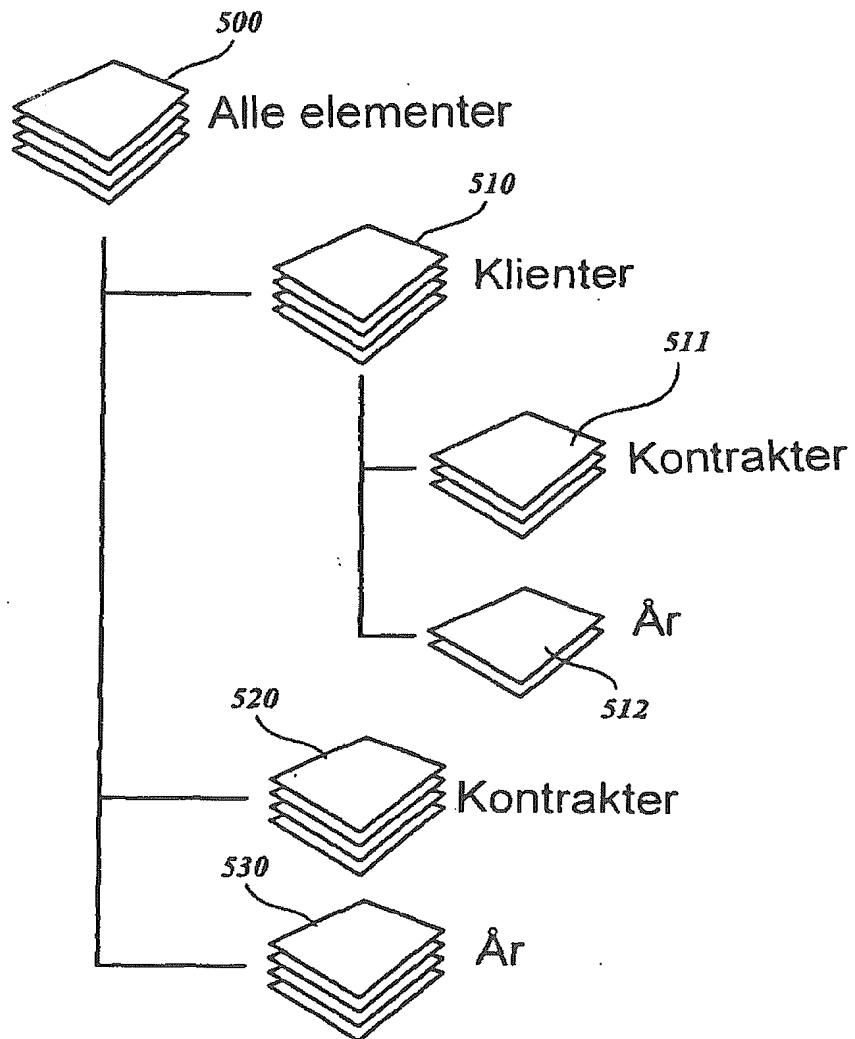 500
Alle elementer
510
Klienter
511
Kontrakter
År
512
520
Kontrakter
530
År